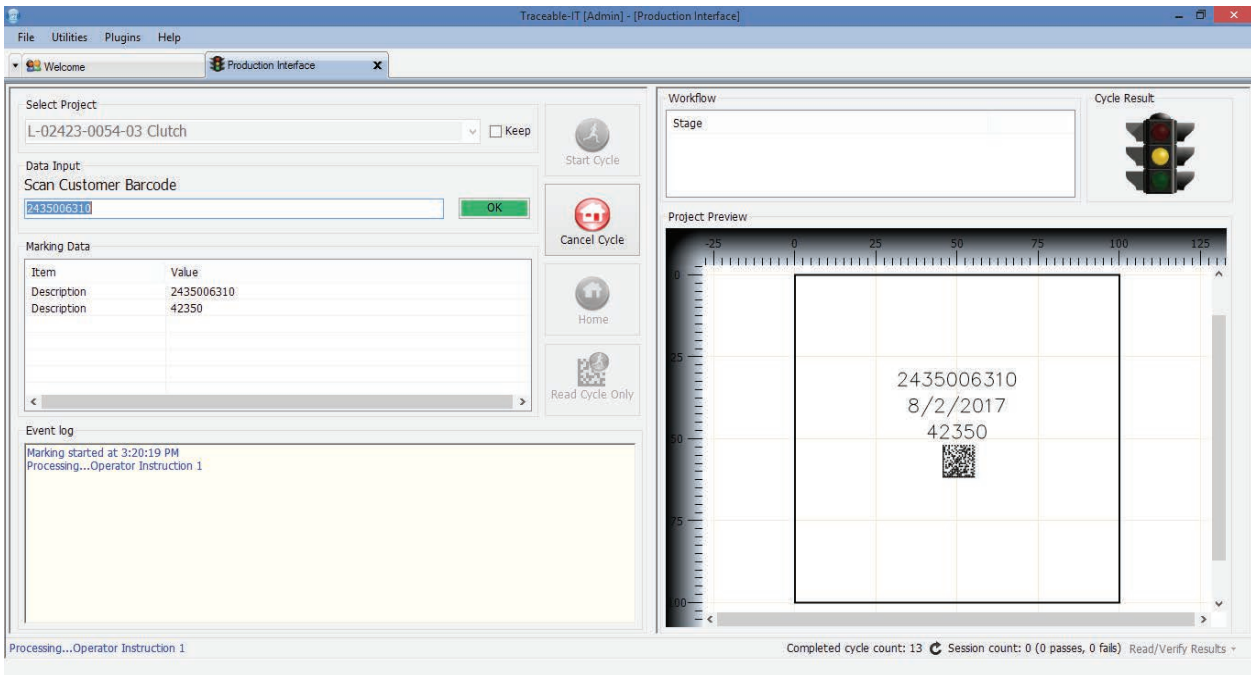 Traceable-IT [Admin] - [Production Interface]
File Utilities Plugins Help
Welcome
Production Interface
Select Project
L-02423-0054-03 Clutch
Keep
Data Input
Scan Customer Barcode
2435006310
OK
Marking Data
Item Value
Description 2435006310
Description 42350
Event log
Marking started at 3:20:19 PM
Processing...Operator Instruction 1
Start Cycle
Cancel Cycle
Home
Read Cycle Only
Workflow
Stage
Cycle Result
Project Preview
-25 0 25 50 75 100 125
0
25
50
75
100
2435006310
8/2/2017
42350
Processing...Operator Instruction 1
Completed cycle count: 13 Session count: 0 (0 passes, 0 fails) Read/Verify Results